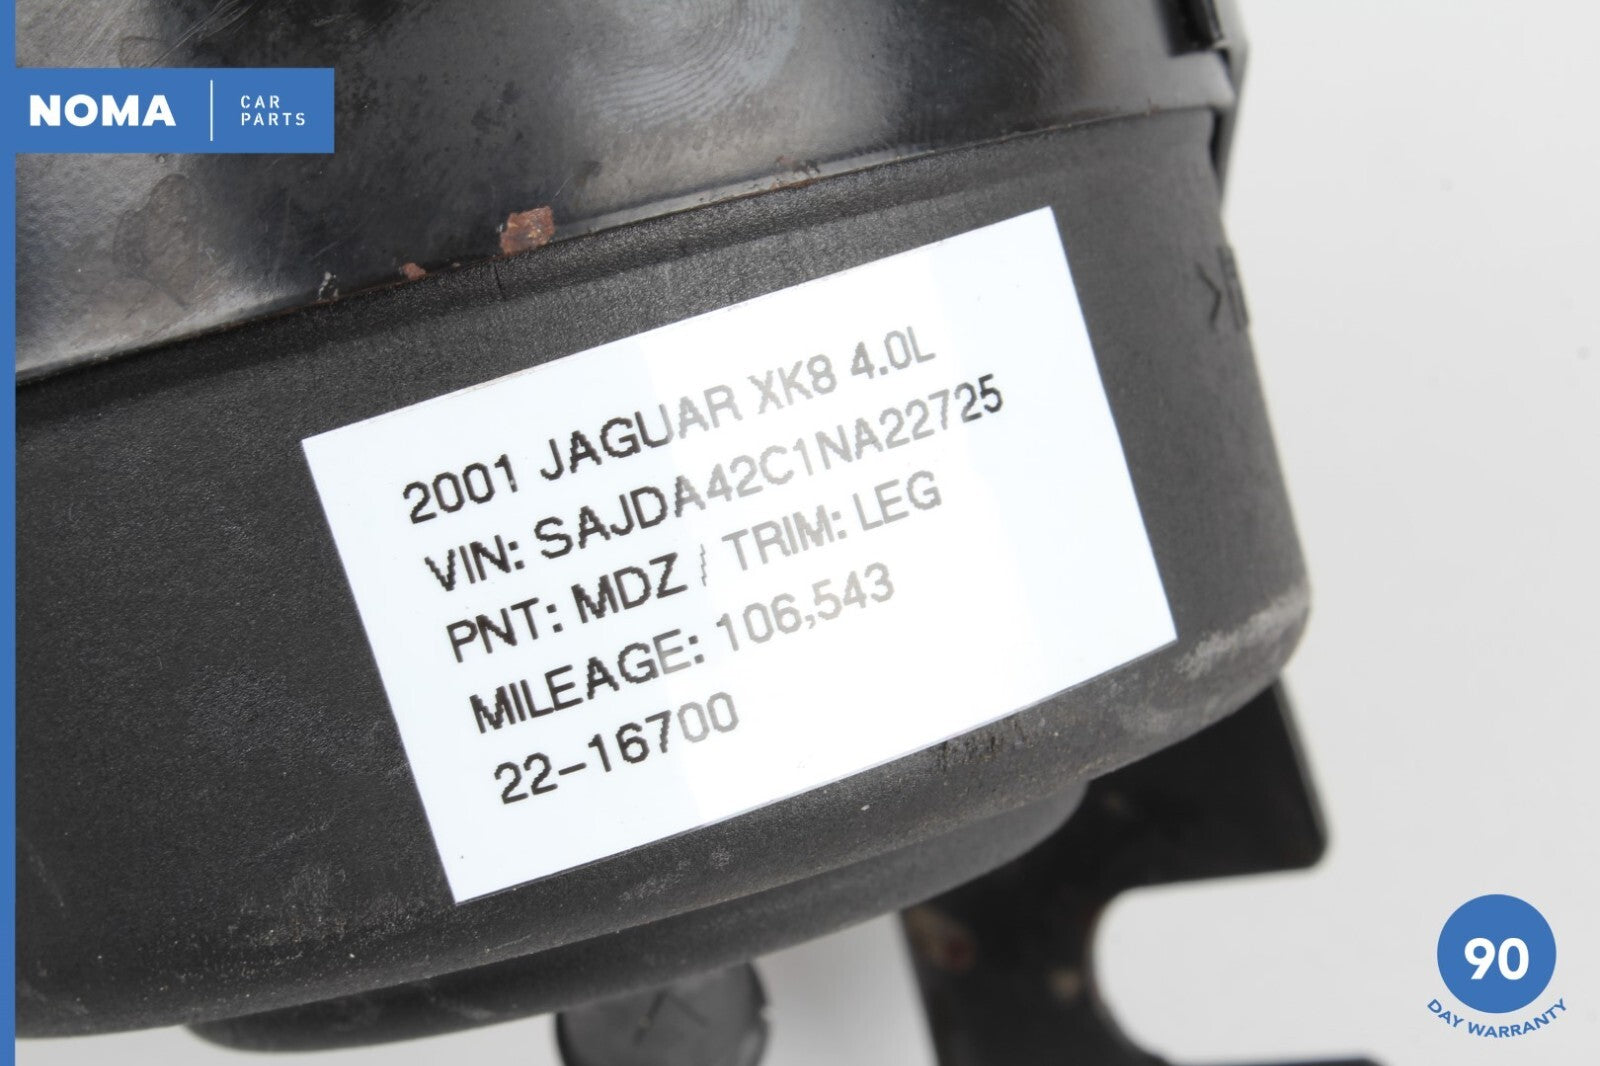 NOMA
CAR
PARTS
2001 JAGUAR XK8 4.0L
VIN: SAJDA42C1NA22725
PNT: MDZ / TRIM: LEG
MILEAGE: 106,543
22-16700
90
DAY WARRANTY